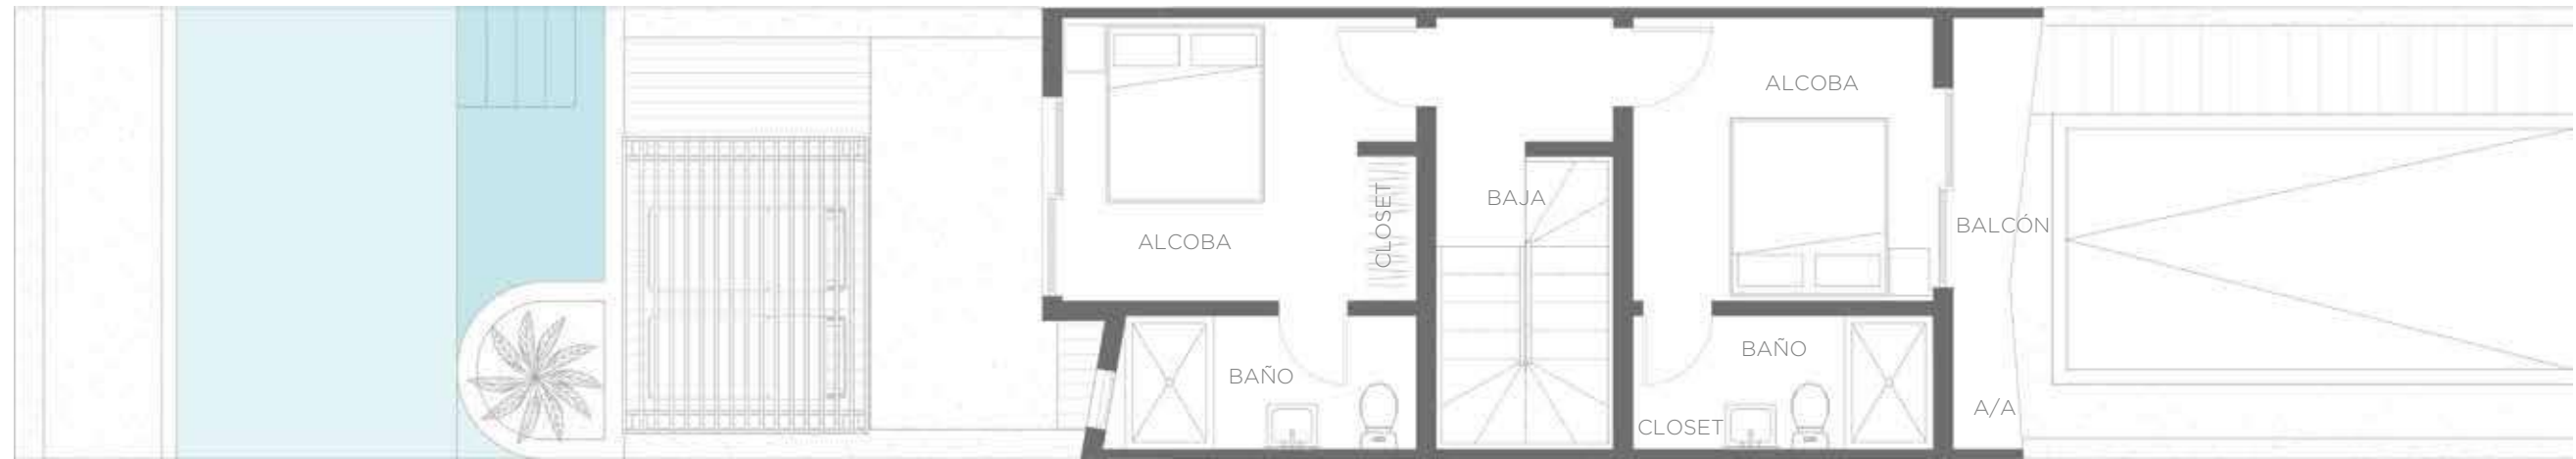 ALCOBA
CLOSET
BAÑO
BAJA
ALCOBA
BAÑO
CLOSET
BALCÓN
A/A